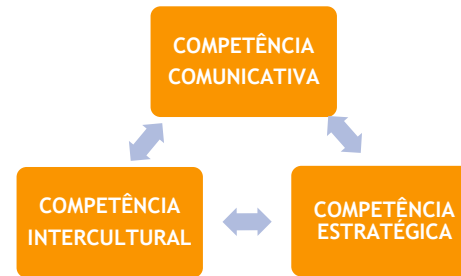 COMPETÊNCIA
COMUNICATIVA
COMPETÊNCIA
INTERCULTURAL
COMPETÊNCIA
ESTRATÉGICA